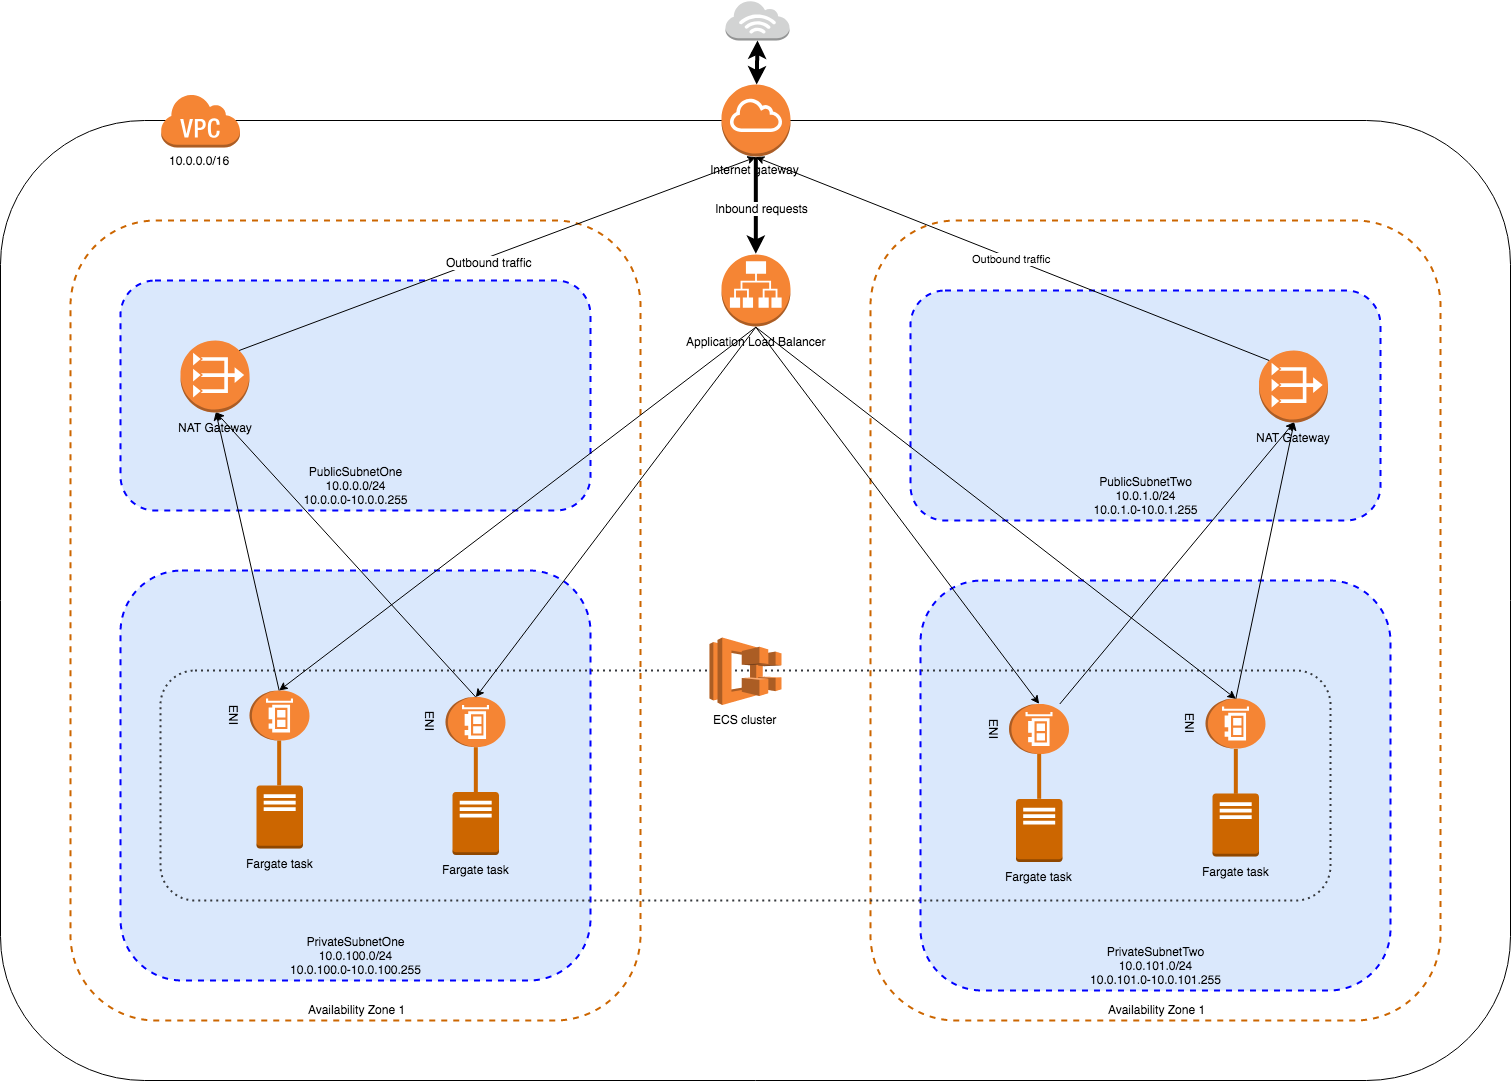 VPC
10.0.0.0/16
Internet gateway
Inbound requests
Outbound traffic
Outbound traffic
Application Load Balancer
NAT Gateway
NAT Gateway
PublicSubnetOne
10.0.0.0/24
10.0.0.0-10.0.0.255
PublicSubnetTwo
10.0.1.0/24
10.0.1.0-10.0.1.255
ECS cluster
ENI
ENI
ENI
ENI
Fargate task
Fargate task
Fargate task
Fargate task
PrivateSubnetOne
10.0.100.0/24
10.0.100.0-10.0.100.255
PrivateSubnetTwo
10.0.101.0/24
10.0.101.0-10.0.101.255
Availability Zone 1
Availability Zone 1